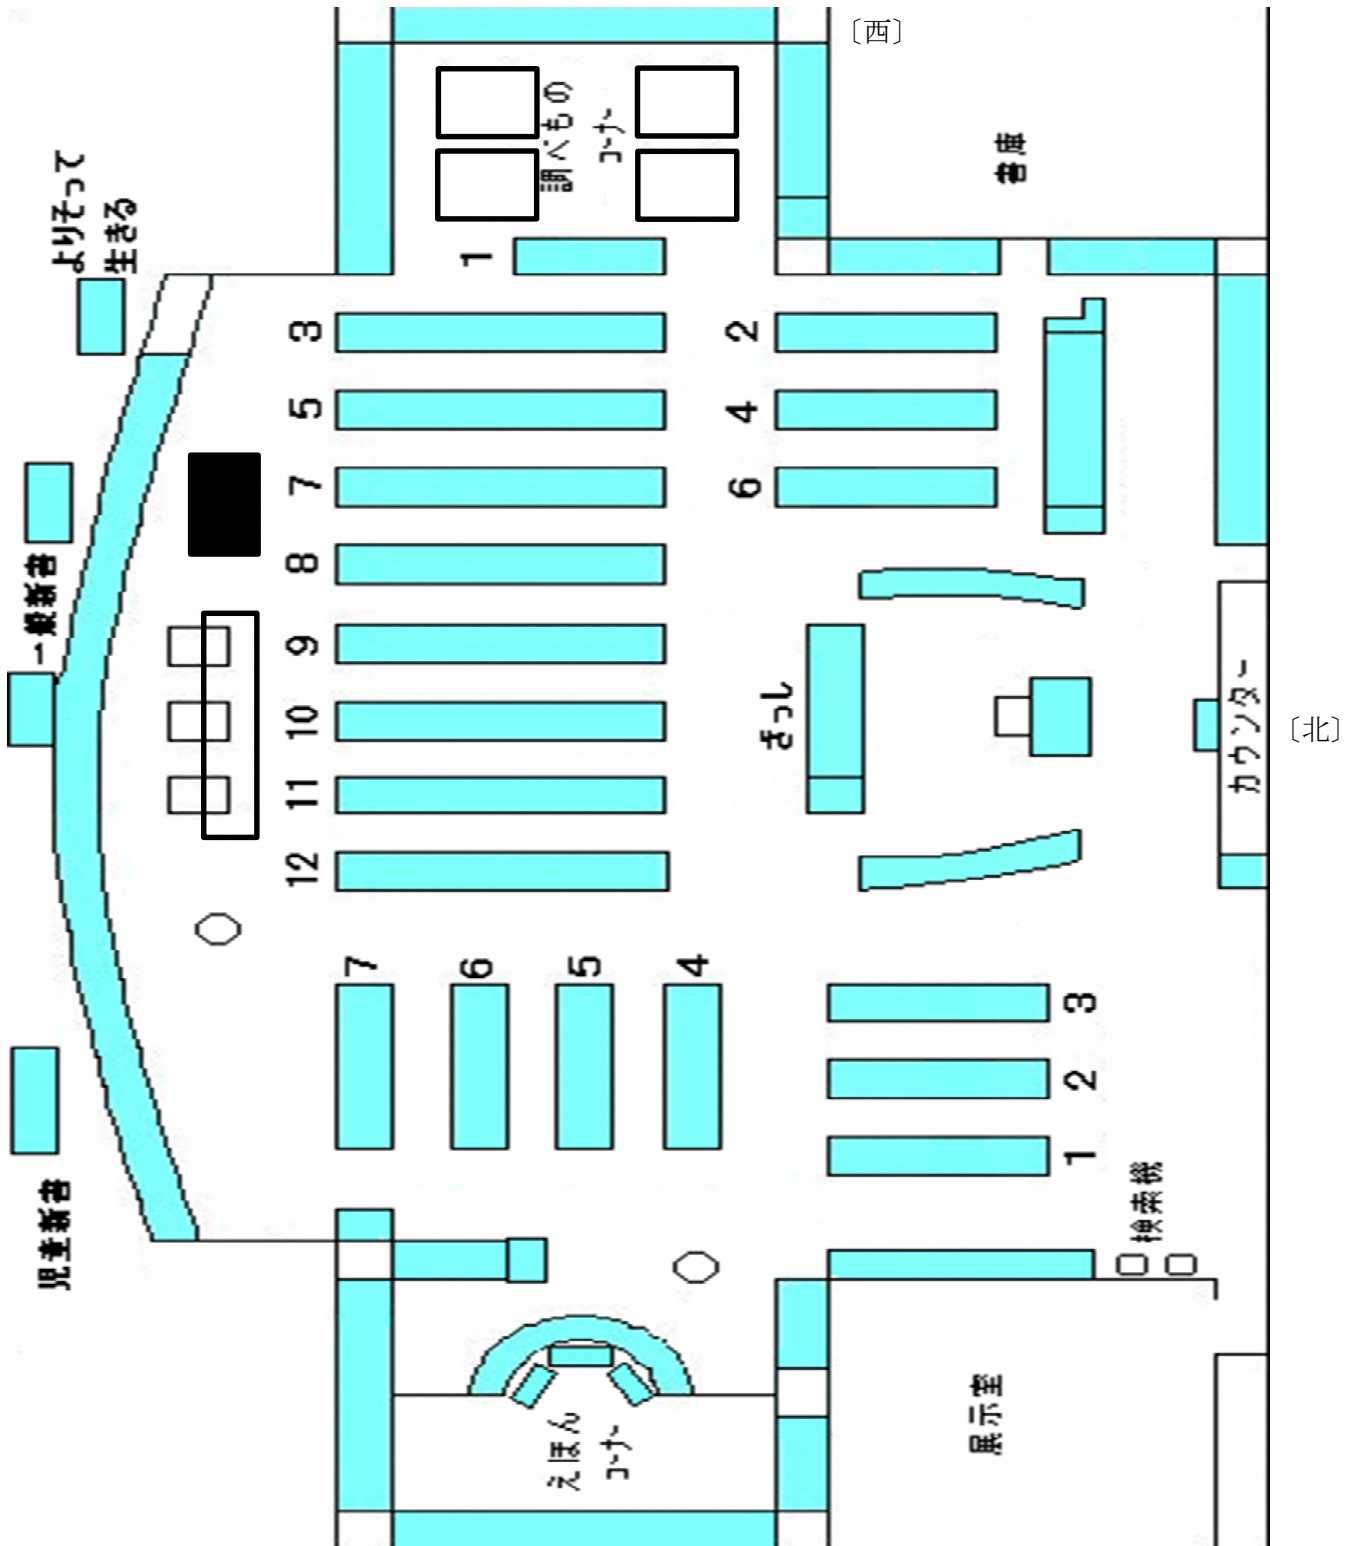 〔西〕
調べもの
コーナー
書庫
よりそって
生きる
1
3
2
5
4
7
6
8
一般新書
9
10
11
12
ざっし
カウンター
〔北〕
7
6
5
4
3
2
1
検索機
児童新書
えほん
コーナー
展示室